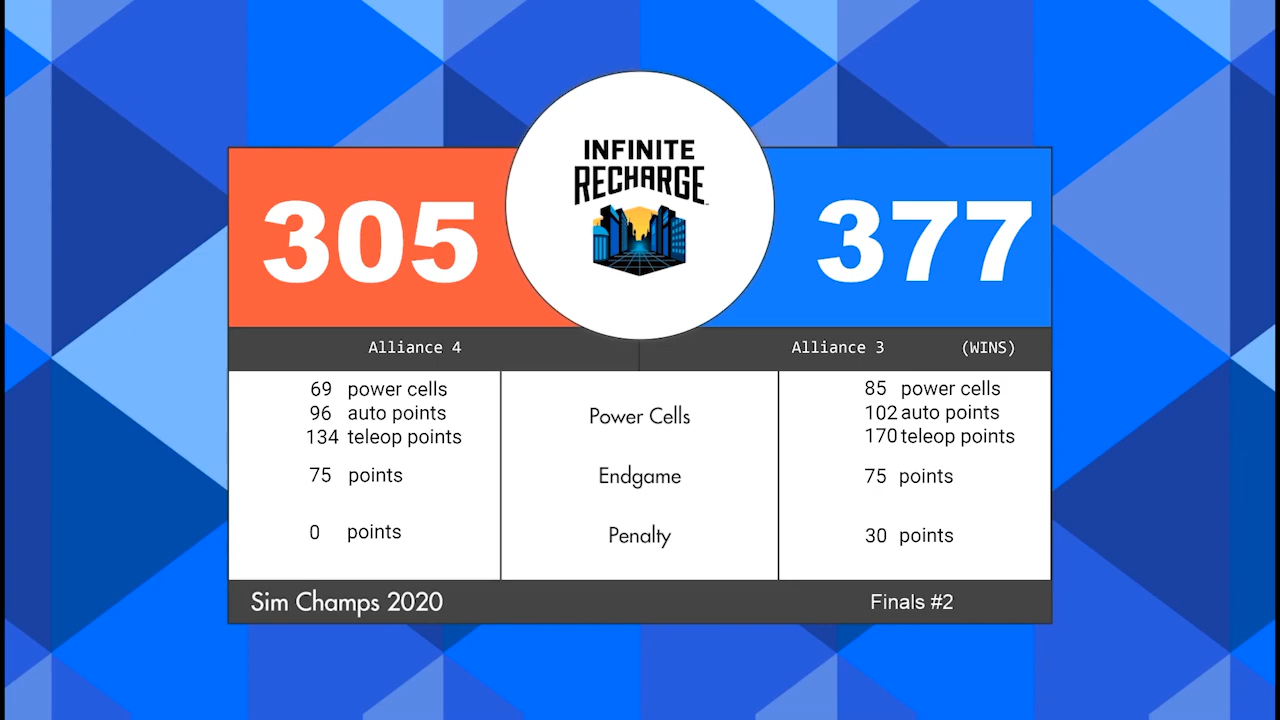 INFINITE
RECHARGE
305
377
Alliance 4
Alliance 3 (WINS)
69 power cells
96 auto points
134 teleop points
Power Cells
85 power cells
102 auto points
170 teleop points
75 points
Endgame
75 points
0 points
Penalty
30 points
Sim Champs 2020
Finals #2